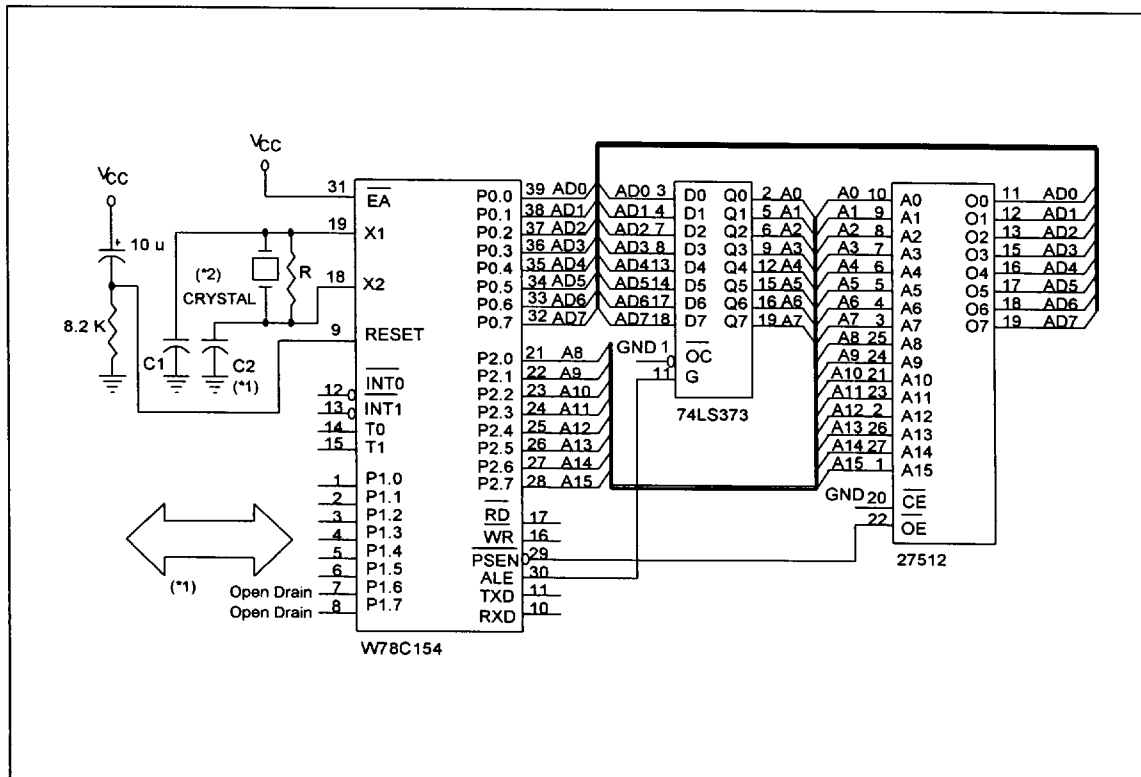 VCC
10 u
8.2 K
C1
C2
(*1)
VCC
(*2)
CRYSTAL
R
31 EA
19 X1
18 X2
9 RESET
12 INT0
13 INT1
14 T0
15 T1
1 P1.0
2 P1.1
3 P1.2
4 P1.3
5 P1.4
6 P1.5
Open Drain 7 P1.6
Open Drain 8 P1.7
(*1)
P0.0 39 AD0
P0.1 38 AD1
P0.2 37 AD2
P0.3 36 AD3
P0.4 35 AD4
P0.5 34 AD5
P0.6 33 AD6
P0.7 32 AD7
P2.0 21 A8
P2.1 22 A9
P2.2 23 A10
P2.3 24 A11
P2.4 25 A12
P2.5 26 A13
P2.6 27 A14
P2.7 28 A15
RD 17
WR 16
PSEN 29
ALE 30
TXD 11
RXD 10
W78C154
AD0 3 D0 Q0 2 A0
AD1 4 D1 Q1 5 A1
AD2 7 D2 Q2 6 A2
AD3 8 D3 Q3 9 A3
AD4 13 D4 Q4 12 A4
AD5 14 D5 Q5 15 A5
AD6 17 D6 Q6 16 A6
AD7 18 D7 Q7 19 A7
GND 1 OC
11 G
74LS373
A0 10 A0 O0 11 AD0
A1 9 A1 O1 12 AD1
A2 8 A2 O2 13 AD2
A3 7 A3 O3 15 AD3
A4 6 A4 O4 16 AD4
A5 5 A5 O5 17 AD5
A6 4 A6 O6 18 AD6
A7 3 A7 O7 19 AD7
A8 25 A8
A9 24 A9
A10 21 A10
A11 23 A11
A12 2 A12
A13 26 A13
A14 27 A14
A15 1 A15
GND 20 CE
22 OE
27512